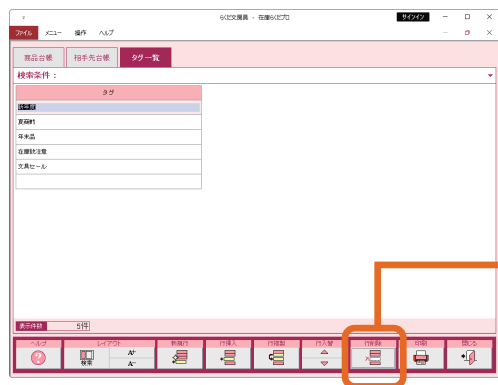 らくだ文房具 - 在庫らくだプロ
サインイン
ファイル メニュー 操作 ヘルプ
商品台帳 相手先台帳 タグ一覧
検索条件：
タグ
新年度
夏商戦
年末品
在庫数注意
文具セール
表示件数 5件
ヘルプ レイアウト 新規行 行挿入 行複製 行入替 行削除 印刷 閉じる
検索 A+
A-